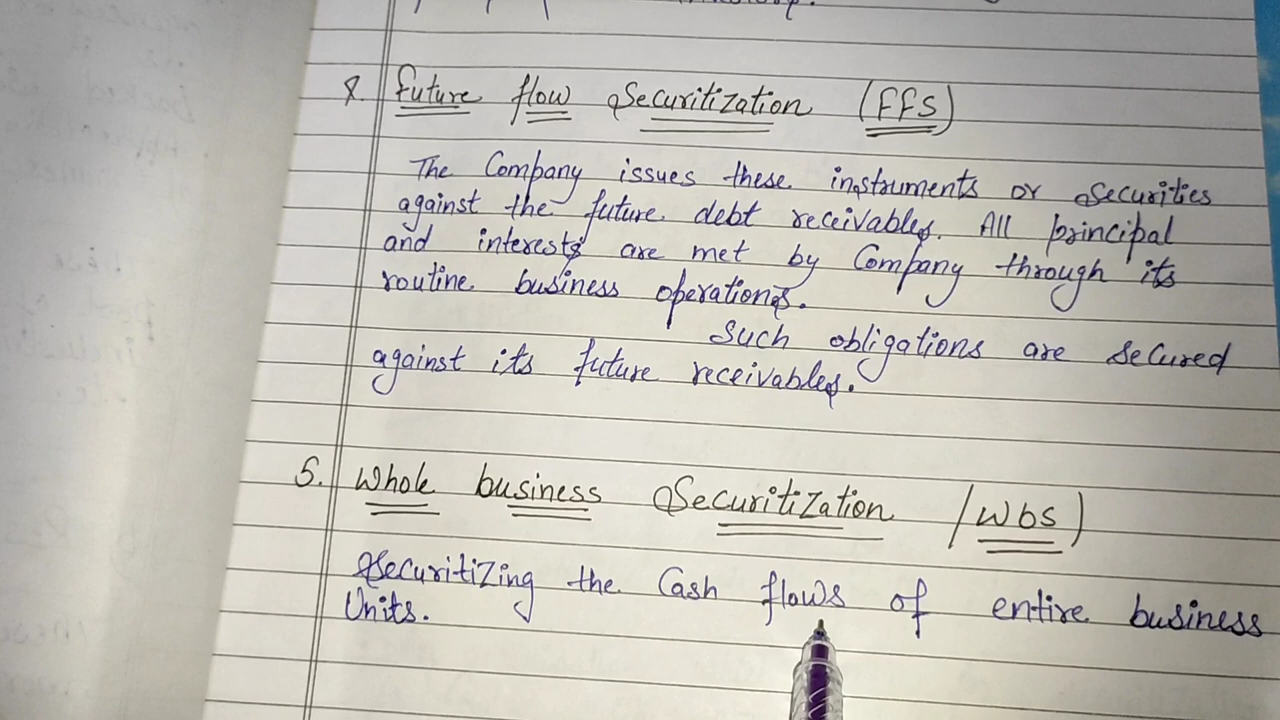 8. Future flow Securitization (FFS)
The Company issues these instruments or Securities
against the future debt receivables. All principal
and interests are met by Company through its
routine business operations.
Such obligations are secured
against its future receivables.
5. Whole business Securitization (Wbs)
Securitizing the Cash flows of entire business
Units.